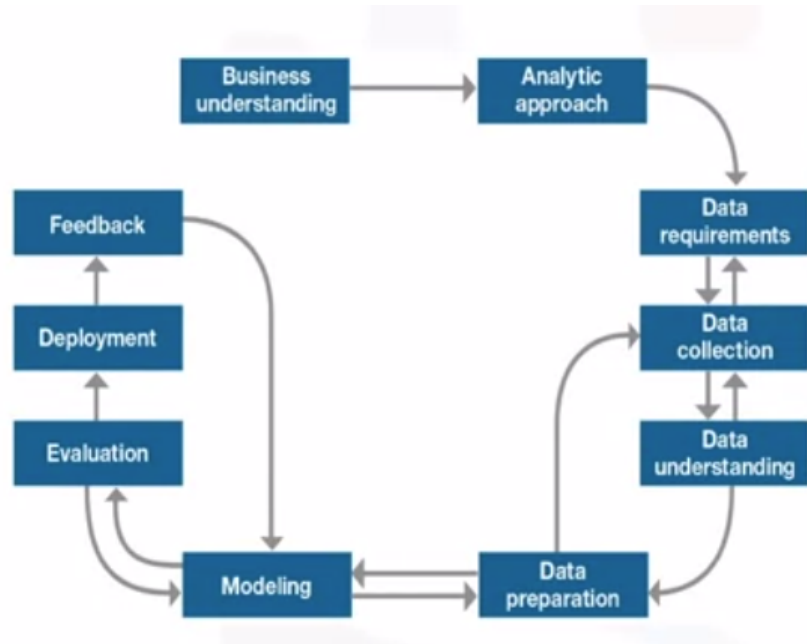 Business
understanding
Analytic
approach
Data
requirements
Data
collection
Data
understanding
Data
preparation
Modeling
Evaluation
Deployment
Feedback